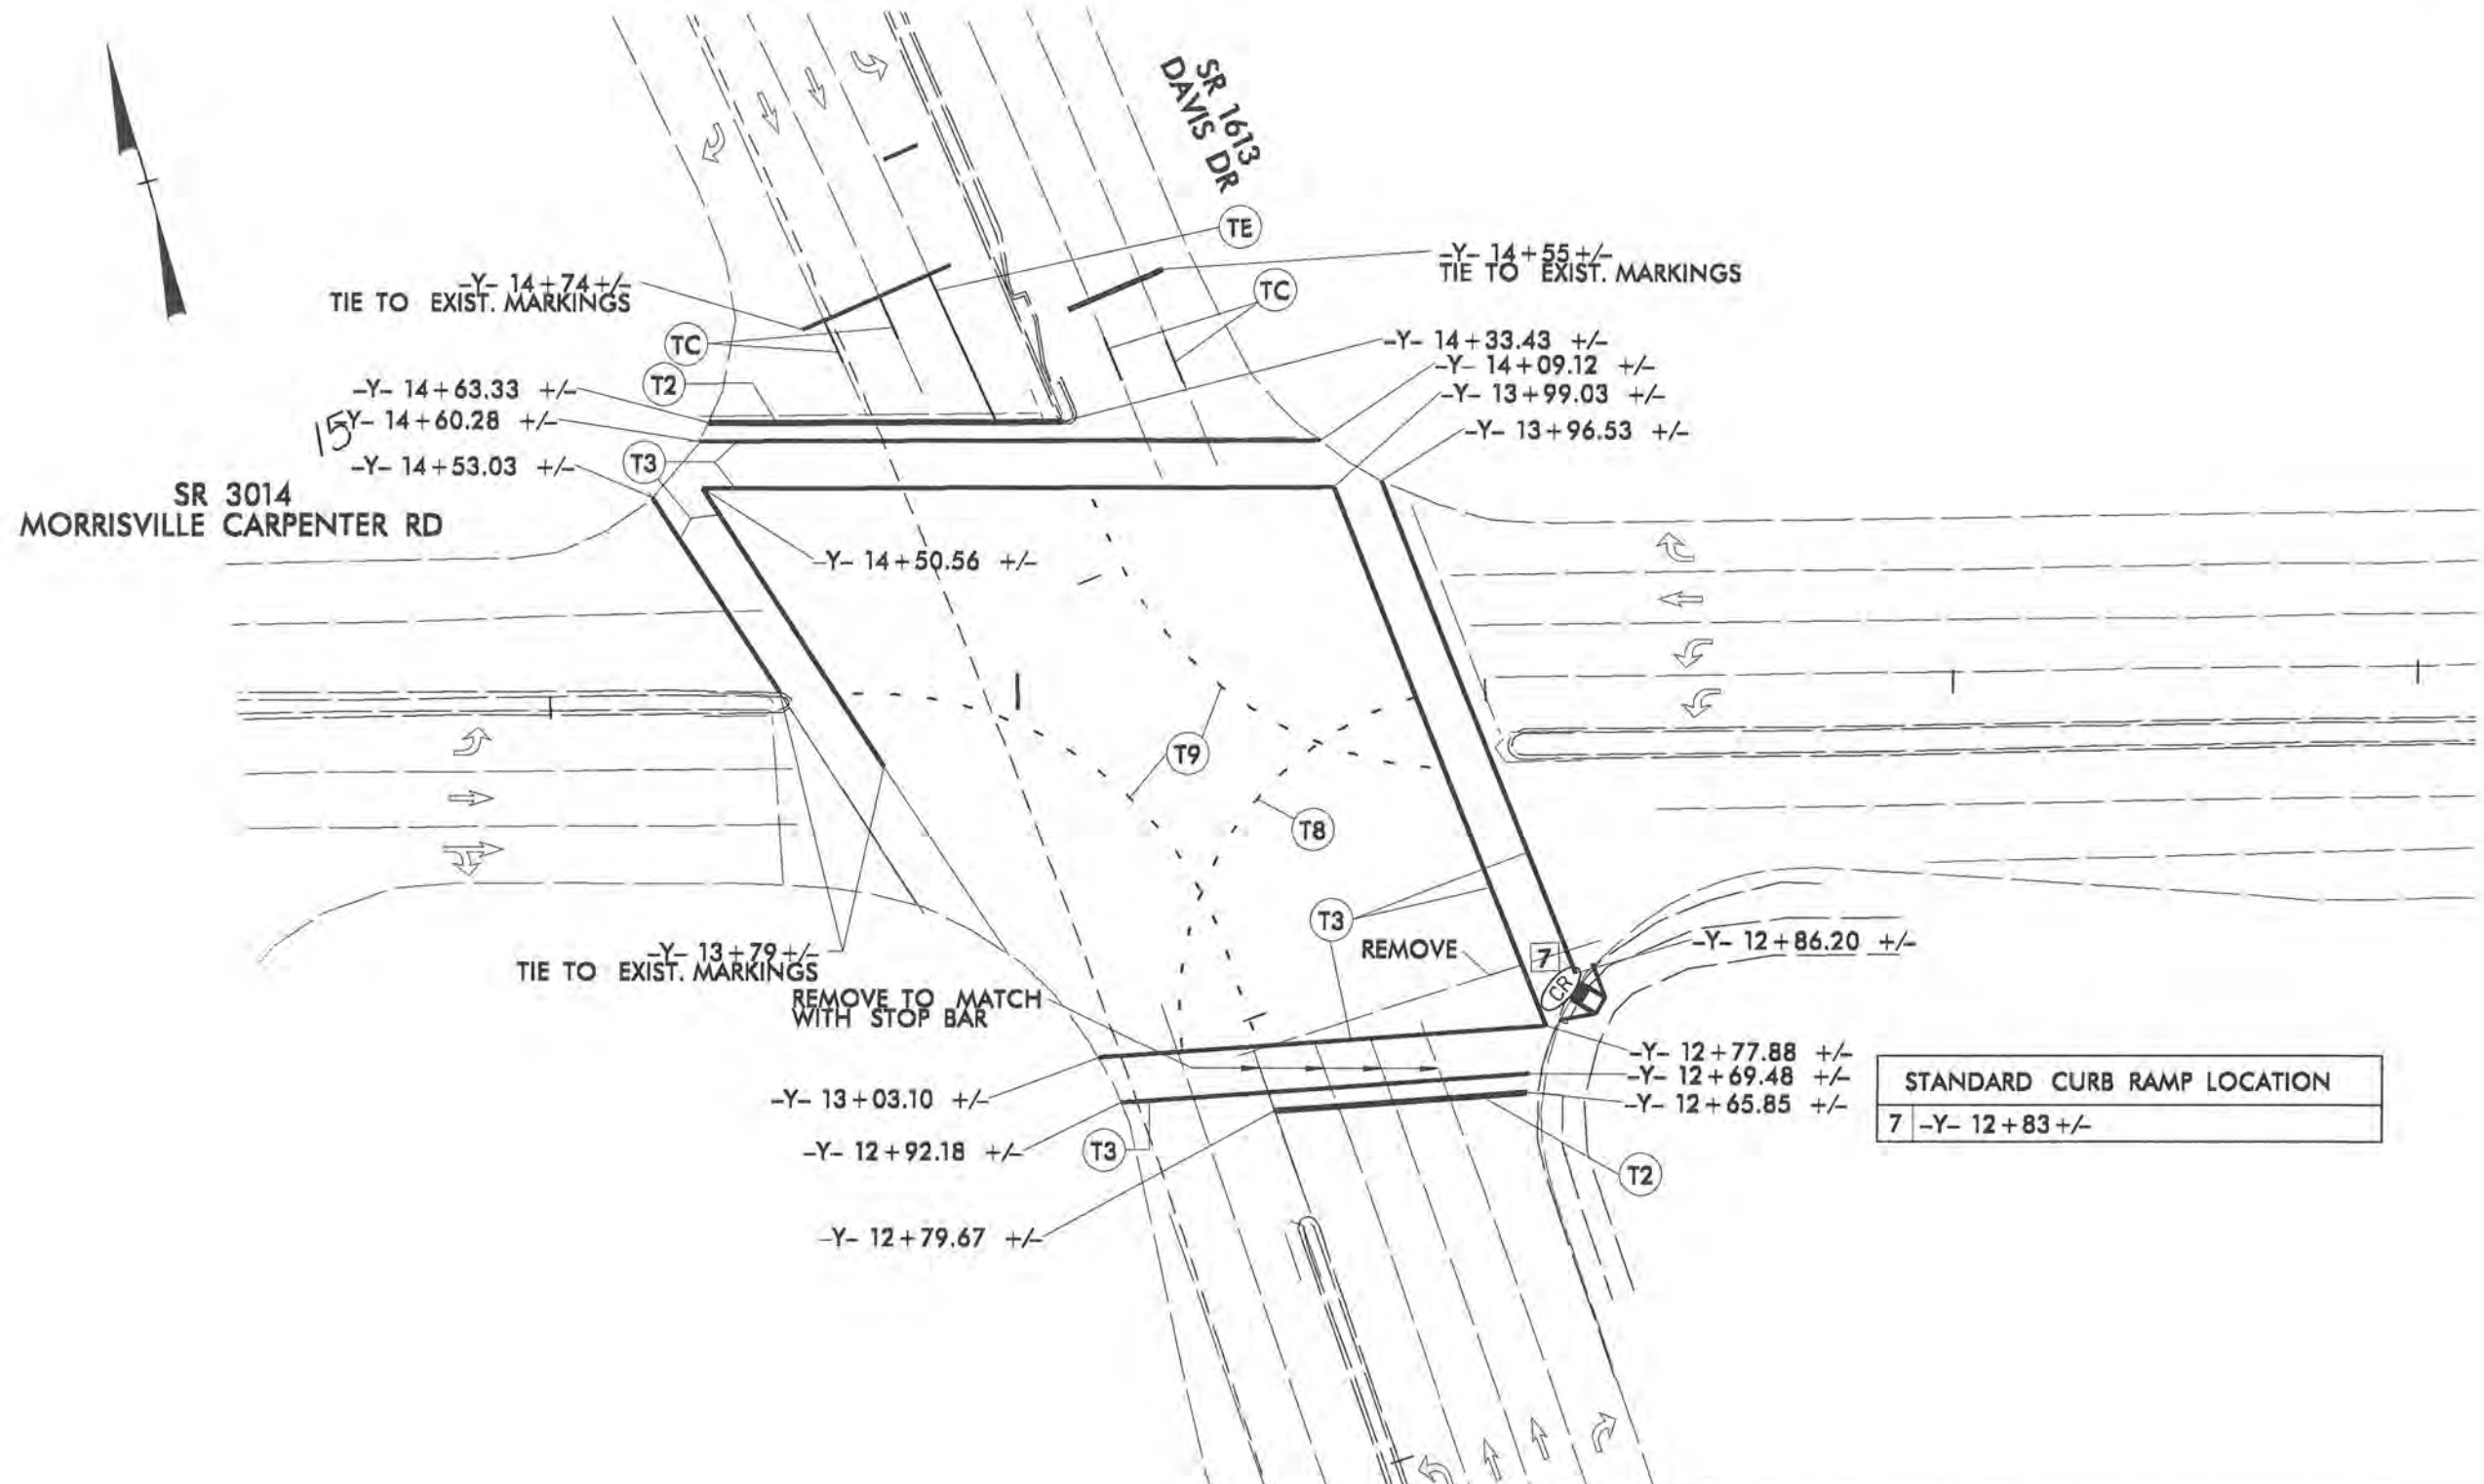 SR 1613
DAVIS DR
TE
-Y- 14+55+/-
TIE TO EXIST. MARKINGS
-Y- 14+74+/-
TIE TO EXIST. MARKINGS
TC
TC
-Y- 14+33.43 +/-
-Y- 14+09.12 +/-
-Y- 13+99.03 +/-
-Y- 13+96.53 +/-
T2
-Y- 14+63.33 +/-
-Y- 14+60.28 +/-
15
-Y- 14+53.03 +/-
T3
SR 3014
MORRISVILLE CARPENTER RD
-Y- 14+50.56 +/-
T9
T8
T3
REMOVE
7
CR
-Y- 12+86.20 +/-
-Y- 13+79+/-
TIE TO EXIST. MARKINGS
REMOVE TO MATCH
WITH STOP BAR
-Y- 13+03.10 +/-
-Y- 12+92.18 +/-
T3
-Y- 12+77.88 +/-
-Y- 12+69.48 +/-
-Y- 12+65.85 +/-
T2
-Y- 12+79.67 +/-
STANDARD CURB RAMP LOCATION
7 -Y- 12+83+/-